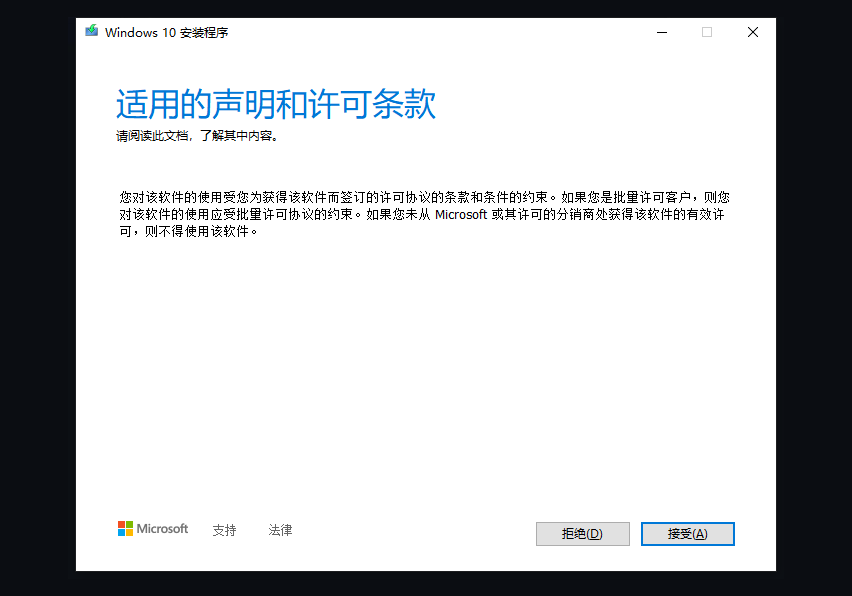 Windows 10 安装程序
适用的声明和许可条款
请阅读此文档，了解其中内容。
您对该软件的使用受您为获得该软件而签订的许可协议的条款和条件的约束。如果您是批量许可客户，则您
对该软件的使用应受批量许可协议的约束。如果您未从 Microsoft 或其许可的分销商处获得该软件的有效许
可，则不得使用该软件。
Microsoft 支持 法律 拒绝(D) 接受(A)